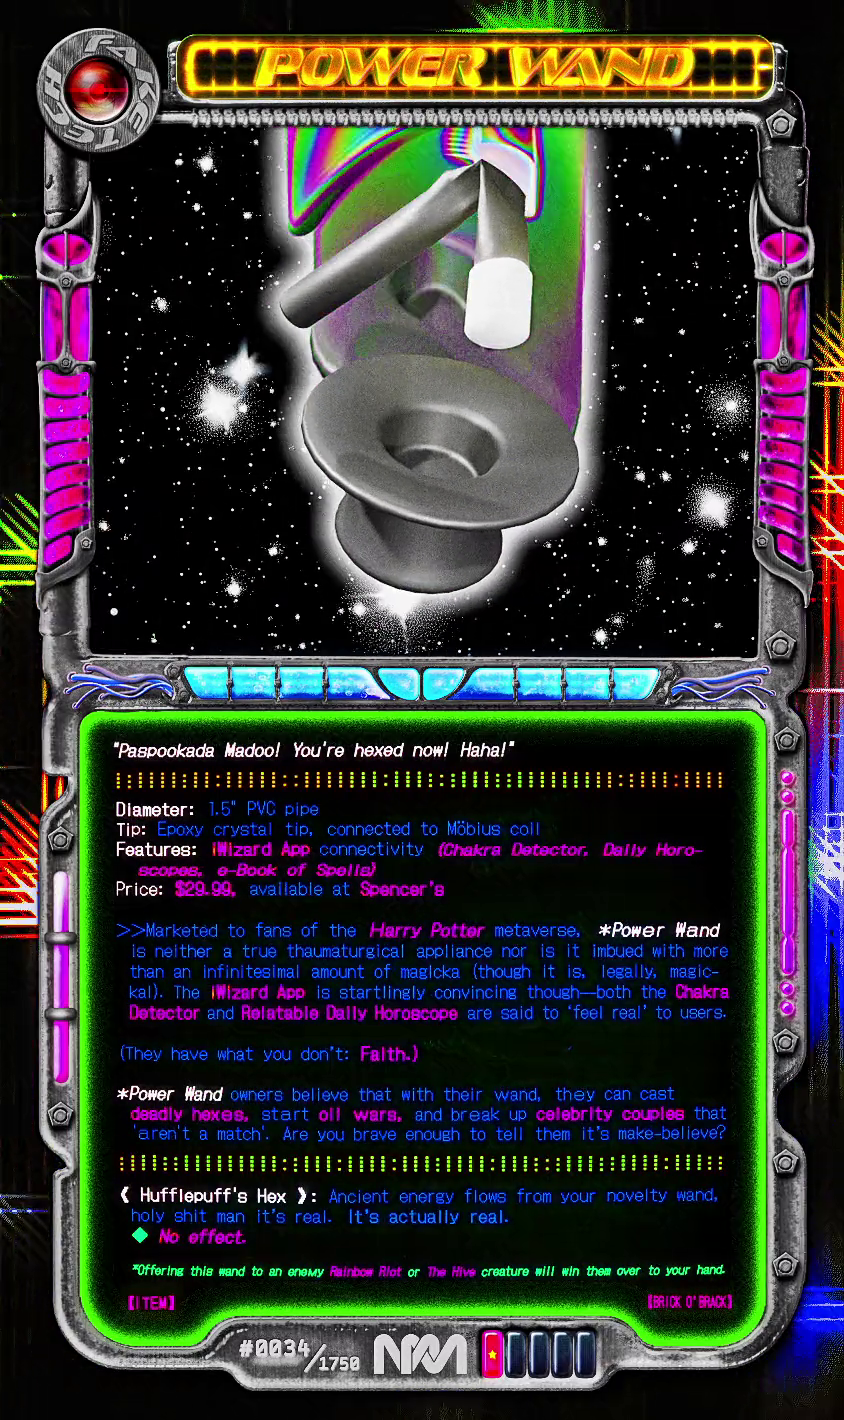 FAKE TECH
POWER WAND
"Paspookada Madoo! You're hexed now! Haha!"
Diameter: 1.5" PVC pipe
Tip: Epoxy crystal tip, connected to Möbius coil
Features: iWizard App connectivity (Chakra Detector, Daily Horo-
scopes, e-Book of Spells)
Price: $29.99, available at Spencer's
>>Marketed to fans of the Harry Potter metaverse, *Power Wand
is neither a true thaumaturgical appliance nor is it imbued with more
than an infinitesimal amount of magicka (though it is, legally, magic-
kal). The iWizard App is startlingly convincing though—both the Chakra
Detector and Relatable Daily Horoscope are said to 'feel real' to users.
(They have what you don't: Faith.)
*Power Wand owners believe that with their wand, they can cast
deadly hexes, start oil wars, and break up celebrity couples that
'aren't a match'. Are you brave enough to tell them it's make-believe?
❨ Hufflepuff's Hex ❩: Ancient energy flows from your novelty wand,
holy shit man it's real. It's actually real.
◆ No effect.
*Offering this wand to an enemy Rainbow Riot or The Hive creature will win them over to your hand.
[ITEM] [BRICK O'BRACK]
#0034/1750 NM